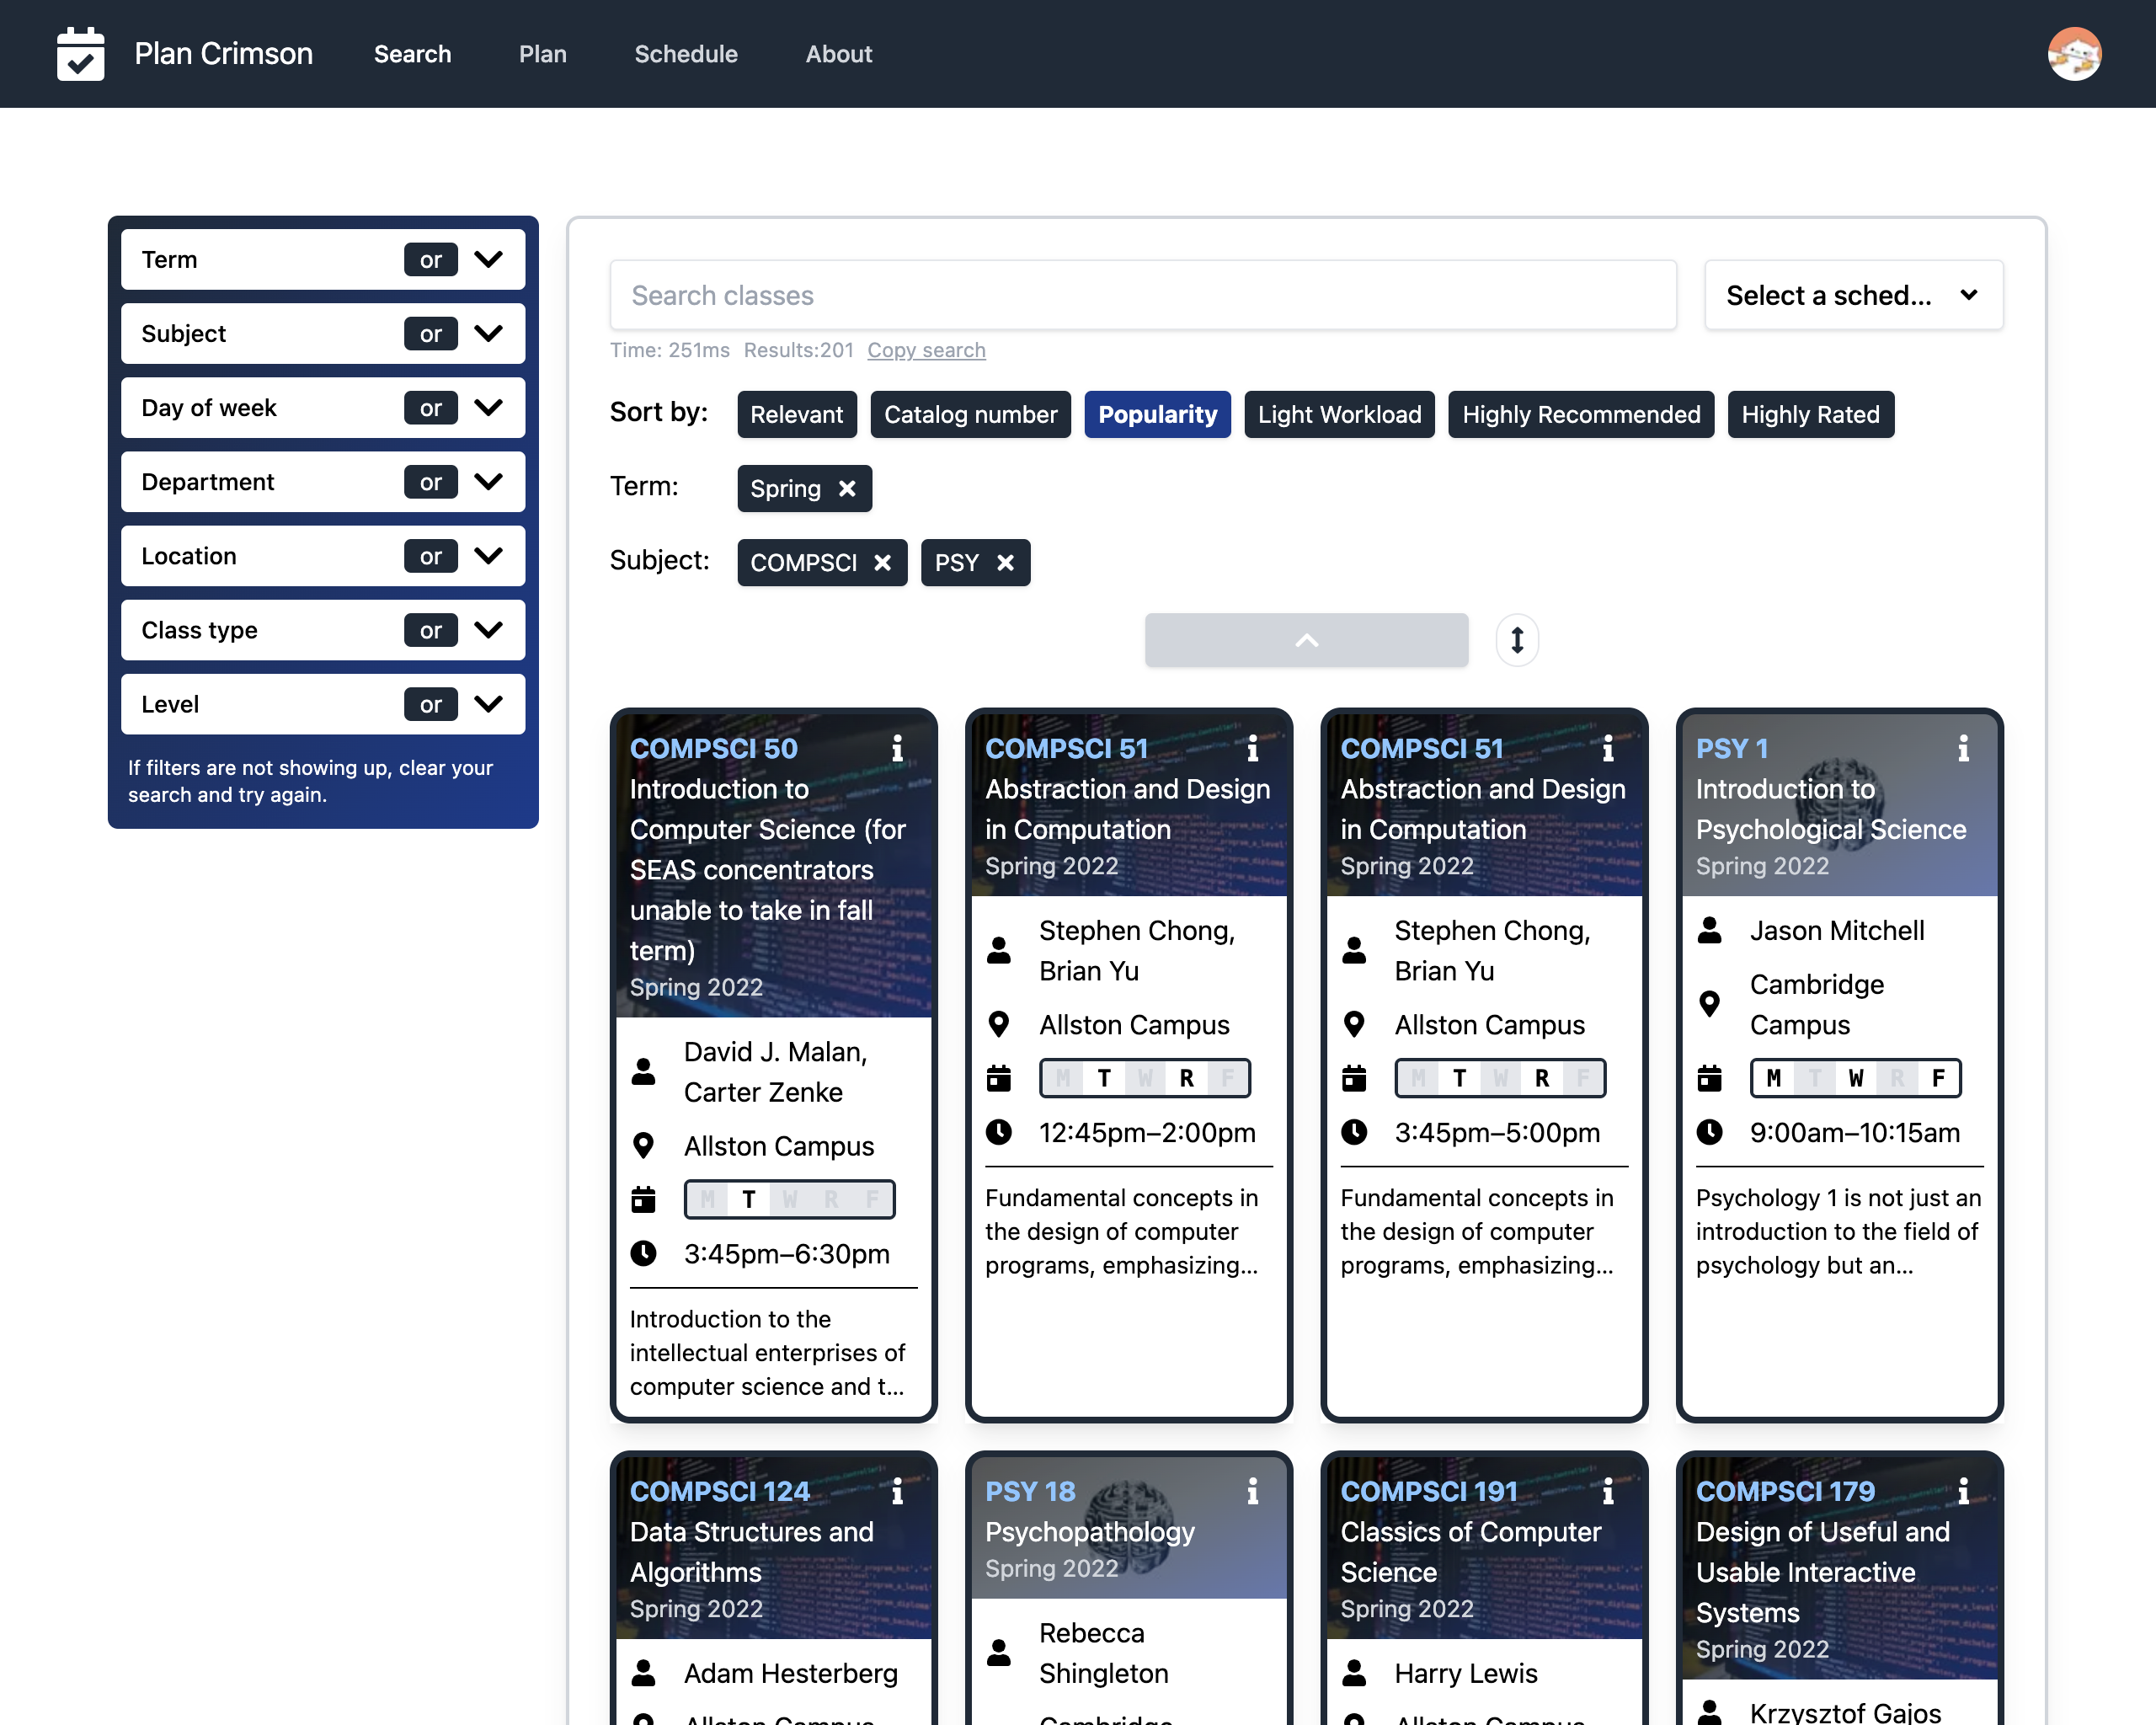 Plan Crimson
Search
Plan
Schedule
About
Term or
Subject or
Day of week or
Department or
Location or
Class type or
Level or
If filters are not showing up, clear your
search and try again.
Search classes
Select a sched...
Time: 251ms Results:201 Copy search
Sort by: Relevant Catalog number Popularity Light Workload Highly Recommended Highly Rated
Term: Spring
Subject: COMPSCI PSY
COMPSCI 50
Introduction to
Computer Science (for
SEAS concentrators
unable to take in fall
term)
Spring 2022
David J. Malan,
Carter Zenke
Allston Campus
M T W R F
3:45pm–6:30pm
Introduction to the
intellectual enterprises of
computer science and t...
COMPSCI 51
Abstraction and Design
in Computation
Spring 2022
Stephen Chong,
Brian Yu
Allston Campus
M T W R F
12:45pm–2:00pm
Fundamental concepts in
the design of computer
programs, emphasizing...
COMPSCI 51
Abstraction and Design
in Computation
Spring 2022
Stephen Chong,
Brian Yu
Allston Campus
M T W R F
3:45pm–5:00pm
Fundamental concepts in
the design of computer
programs, emphasizing...
PSY 1
Introduction to
Psychological Science
Spring 2022
Jason Mitchell
Cambridge
Campus
M T W R F
9:00am–10:15am
Psychology 1 is not just an
introduction to the field of
psychology but an...
COMPSCI 124
Data Structures and
Algorithms
Spring 2022
Adam Hesterberg
Allston Campus
PSY 18
Psychopathology
Spring 2022
Rebecca
Shingleton
Cambridge
COMPSCI 191
Classics of Computer
Science
Spring 2022
Harry Lewis
Allston Campus
COMPSCI 179
Design of Useful and
Usable Interactive
Systems
Spring 2022
Krzysztof Gajos